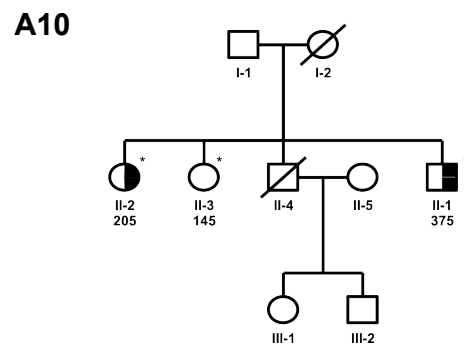 A10
I-1 I-2
* * *
II-2 II-3 II-4 II-5 II-1
205 145 375
III-1 III-2